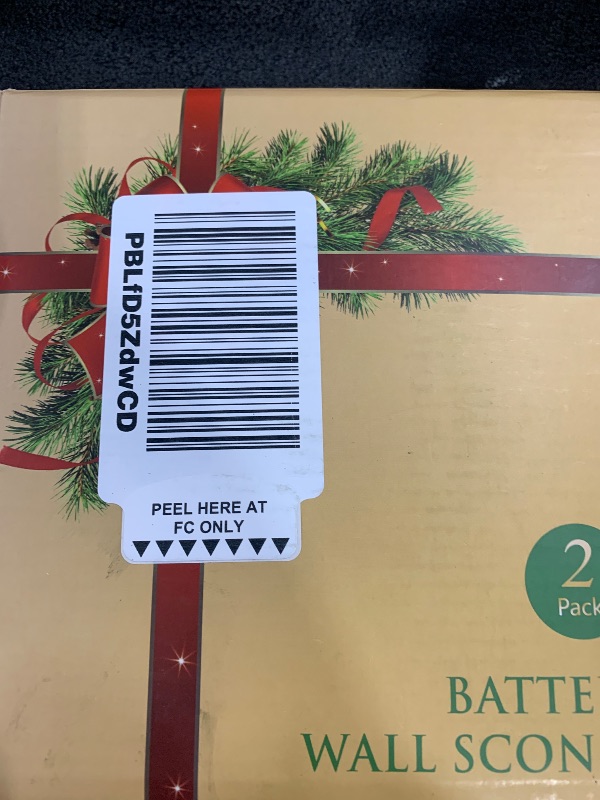 PBLfD5ZdwCD
PEEL HERE AT
FC ONLY
2
Pack
BATTE
WALL SCON